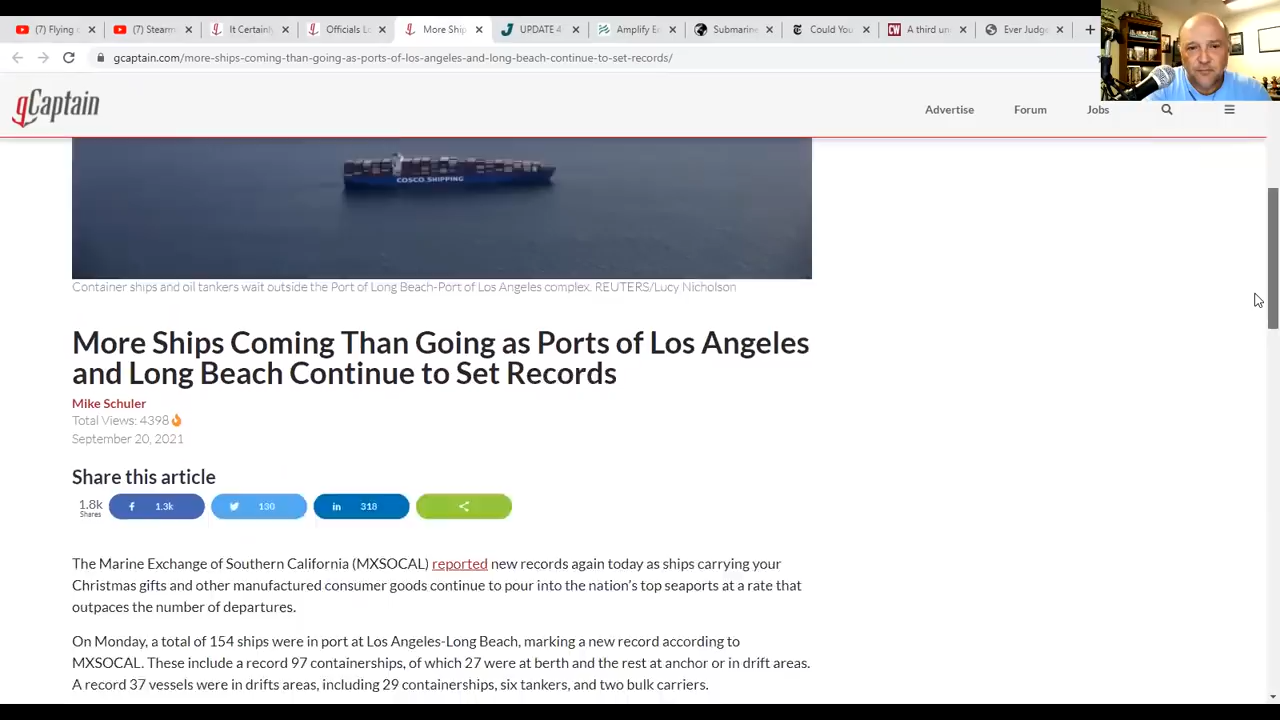 (7) Flying c
(7) Stearm
It Certainly
Officials Lo
More Ship
UPDATE 4
Amplify En
Submarine
Could You
A third un
Ever Judge
gcaptain.com/more-ships-coming-than-going-as-ports-of-los-angeles-and-long-beach-continue-to-set-records/
gCaptain
Advertise
Forum
Jobs
COSCO SHIPPING
Container ships and oil tankers wait outside the Port of Long Beach-Port of Los Angeles complex. REUTERS/Lucy Nicholson
More Ships Coming Than Going as Ports of Los Angeles
and Long Beach Continue to Set Records
Mike Schuler
Total Views: 4398
September 20, 2021
Share this article
1.8k
Shares
1.3k
130
318
The Marine Exchange of Southern California (MXSOCAL) reported new records again today as ships carrying your
Christmas gifts and other manufactured consumer goods continue to pour into the nation's top seaports at a rate that
outpaces the number of departures.
On Monday, a total of 154 ships were in port at Los Angeles-Long Beach, marking a new record according to
MXSOCAL. These include a record 97 containerships, of which 27 were at berth and the rest at anchor or in drift areas.
A record 37 vessels were in drifts areas, including 29 containerships, six tankers, and two bulk carriers.